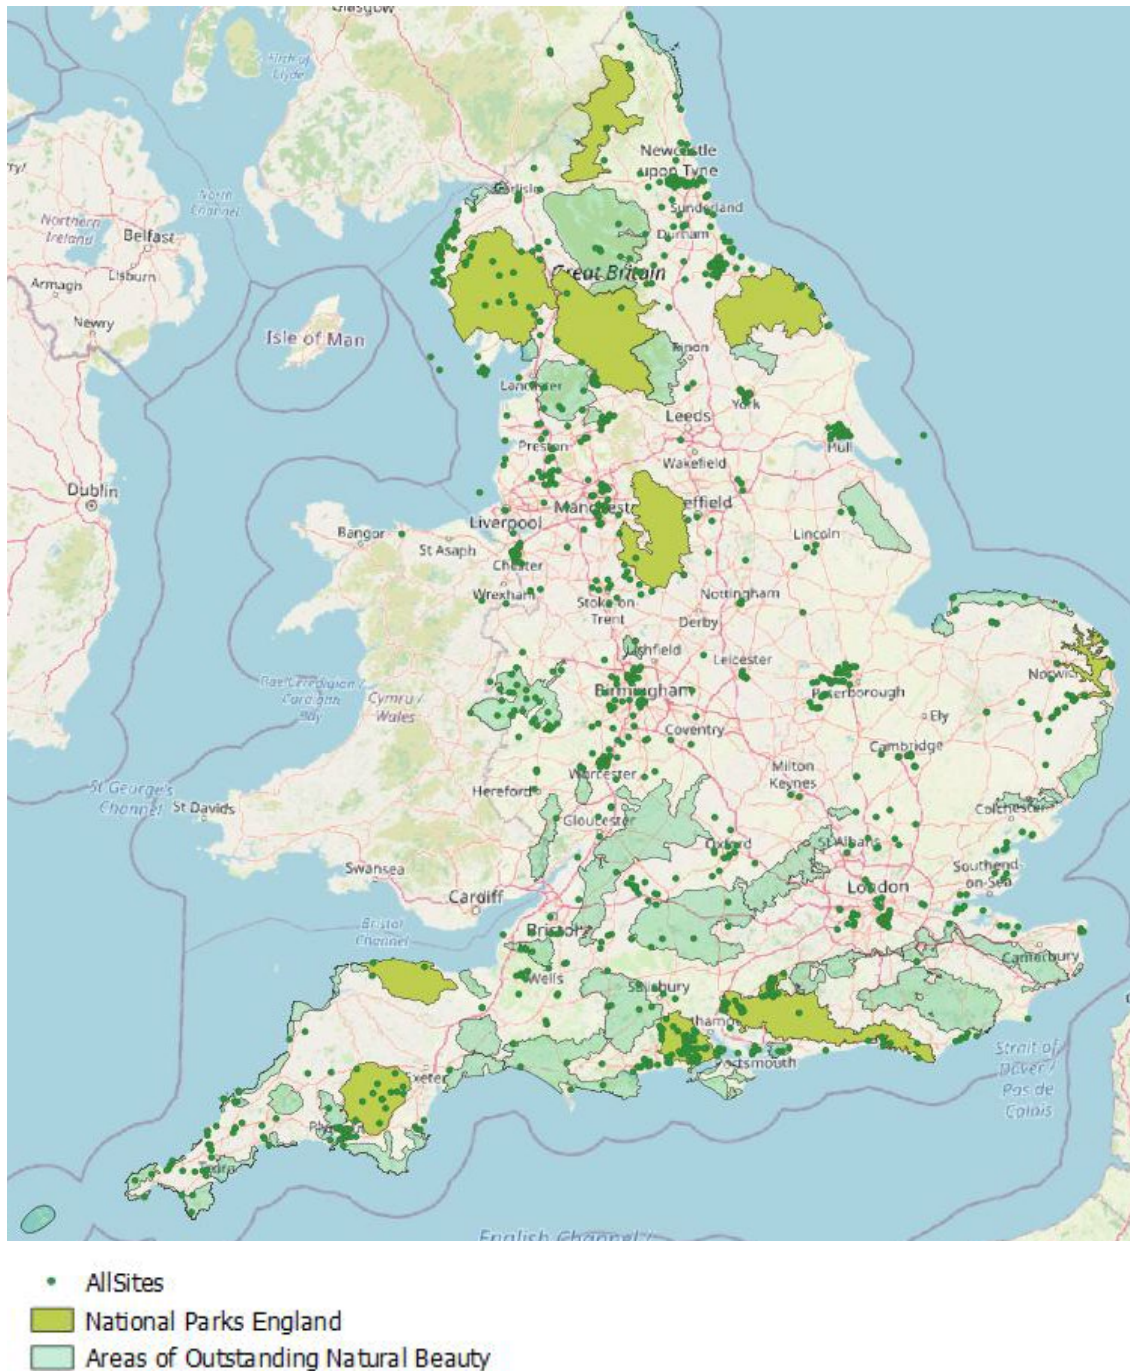 Glasgow
Firth of
Clyde
North
Channel
Northern
Ireland
Belfast
Lisburn
Armagh
Newry
Isle of Man
Newcastle
upon Tyne
Sunderland
Durham
Great Britain
Lancaster
Ripon
York
Leeds
Preston
Hull
Wakefield
Dublin
Manchest
effield
Liverpool
Bangor
St Asaph
Lincoln
Chester
Wrexham
Stoke-on-
Trent
Nottingham
Derby
Lichfield
Leicester
Birmingham
Peterborough
Norwich
Cymru /
Wales
Ely
Coventry
Cambridge
Worcester
Milton
Keynes
Hereford
St George's
Channel
St Davids
Gloucester
Colchester
Oxford
St Albans
Swansea
London
Southend-
on-Sea
Cardiff
Bristol
Channel
Bristol
Canterbury
Wells
Salisbury
Portsmouth
Exeter
Strait of
Dover /
Pas de
Calais
Truro
English Channel /
AllSites
National Parks England
Areas of Outstanding Natural Beauty